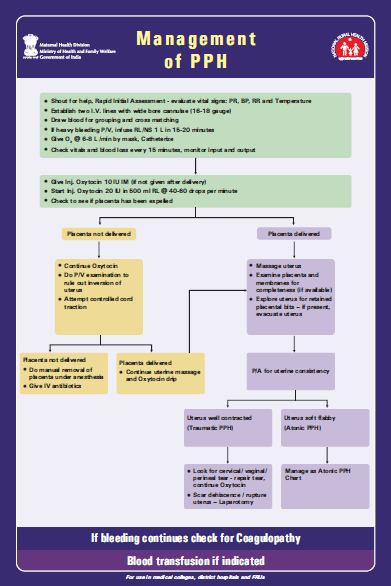 Management
of PPH
Maternal Health Division
Ministry of Health and Family Welfare
Government of India
NATIONAL RURAL HEALTH MISSION
• Shout for help, Rapid Initial Assessment - evaluate vital signs: PR, BP, RR and Temperature
• Establish two I.V. lines with wide bore cannulae (16-18 gauge)
• Draw blood for grouping and cross matching
• If heavy bleeding P/V, infuse RL/NS 1 L in 15-20 minutes
• Give O₂ @ 6-8 L /min by mask, Catheterize
• Check vitals and blood loss every 15 minutes, monitor input and output
• Give Inj. Oxytocin 10 IU IM (if not given after delivery)
• Start Inj. Oxytocin 20 IU in 500 ml RL @ 40-60 drops per minute
• Check to see if placenta has been expelled
Placenta not delivered
Placenta delivered
• Continue Oxytocin
• Do P/V examination to
rule out inversion of
uterus
• Attempt controlled cord
traction
• Massage uterus
• Examine placenta and
membranes for
completeness (if available)
• Explore uterus for retained
placental bits – if present,
evacuate uterus
Placenta not delivered
• Do manual removal of
placenta under anesthesia
• Give IV antibiotics
Placenta delivered
• Continue uterine massage
and Oxytocin drip
P/A for uterine consistency
Uterus well contracted
(Traumatic PPH)
Uterus soft flabby
(Atonic PPH)
• Look for cervical/ vaginal/
perineal tear - repair tear,
continue Oxytocin
• Scar dehiscence / rupture
uterus – Laparotomy
Manage as Atonic PPH
Chart
If bleeding continues check for Coagulopathy
Blood transfusion if indicated
For use in medical colleges, district hospitals and FRUs